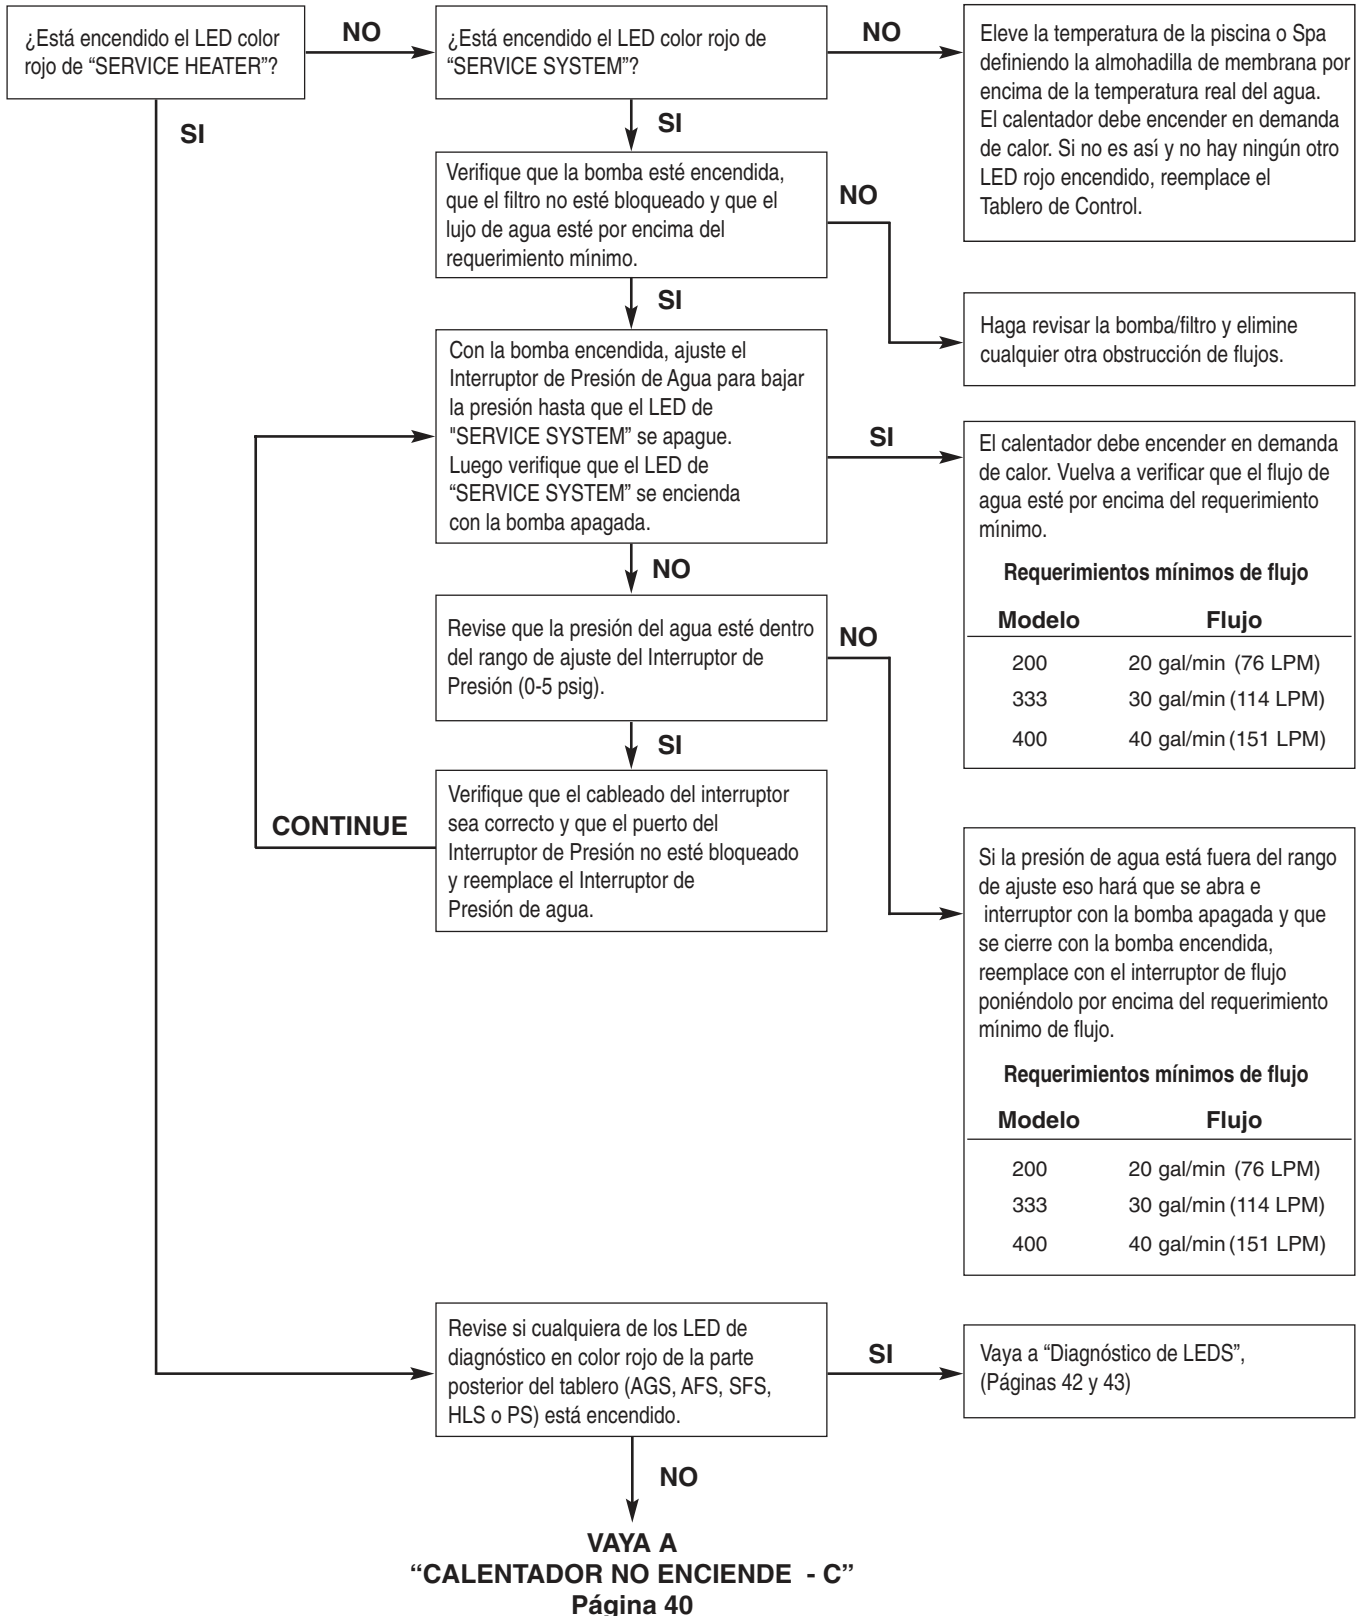 ¿Está encendido el LED color
rojo de “SERVICE HEATER”?
NO
¿Está encendido el LED color rojo de
“SERVICE SYSTEM”?
NO
Eleve la temperatura de la piscina o Spa
definiendo la almohadilla de membrana por
encima de la temperatura real del agua.
El calentador debe encender en demanda
de calor. Si no es así y no hay ningún otro
LED rojo encendido, reemplace el
Tablero de Control.
SI
SI
Verifique que la bomba esté encendida,
que el filtro no esté bloqueado y que el
lujo de agua esté por encima del
requerimiento mínimo.
NO
Haga revisar la bomba/filtro y elimine
cualquier otra obstrucción de flujos.
SI
Con la bomba encendida, ajuste el
Interruptor de Presión de Agua para bajar
la presión hasta que el LED de
"SERVICE SYSTEM” se apague.
Luego verifique que el LED de
“SERVICE SYSTEM” se encienda
con la bomba apagada.
SI
El calentador debe encender en demanda
de calor. Vuelva a verificar que el flujo de
agua esté por encima del requerimiento
mínimo.
Requerimientos mínimos de flujo
Modelo Flujo
200 20 gal/min (76 LPM)
333 30 gal/min (114 LPM)
400 40 gal/min (151 LPM)
NO
Revise que la presión del agua esté dentro
del rango de ajuste del Interruptor de
Presión (0-5 psig).
NO
SI
Verifique que el cableado del interruptor
sea correcto y que el puerto del
Interruptor de Presión no esté bloqueado
y reemplace el Interruptor de
Presión de agua.
CONTINUE
Si la presión de agua está fuera del rango
de ajuste eso hará que se abra e
interruptor con la bomba apagada y que
se cierre con la bomba encendida,
reemplace con el interruptor de flujo
poniéndolo por encima del requerimiento
mínimo de flujo.
Requerimientos mínimos de flujo
Modelo Flujo
200 20 gal/min (76 LPM)
333 30 gal/min (114 LPM)
400 40 gal/min (151 LPM)
Revise si cualquiera de los LED de
diagnóstico en color rojo de la parte
posterior del tablero (AGS, AFS, SFS,
HLS o PS) está encendido.
SI
Vaya a “Diagnóstico de LEDS”,
(Páginas 42 y 43)
NO
VAYA A
“CALENTADOR NO ENCIENDE - C”
Página 40